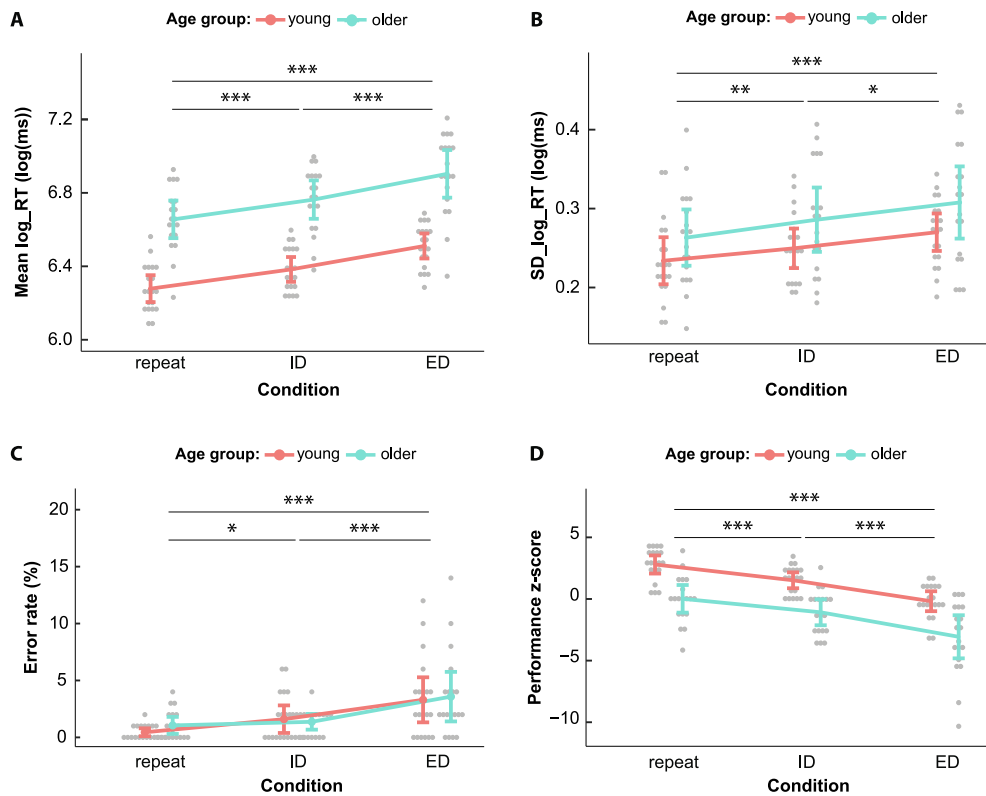 A
Age group: young older
Mean log_RT (log(ms))
7.2
6.8
6.4
6.0
***
*** ***
repeat ID ED
Condition
B
Age group: young older
SD_log_RT (log(ms))
0.4
0.3
0.2
***
** *
repeat ID ED
Condition
C
Age group: young older
Error rate (%)
20
15
10
5
0
***
* ***
repeat ID ED
Condition
D
Age group: young older
Performance z-score
5
0
−5
−10
***
*** ***
repeat ID ED
Condition